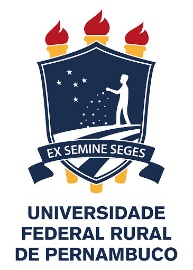 EX SEMINE SEGES
UNIVERSIDADE
FEDERAL RURAL
DE PERNAMBUCO